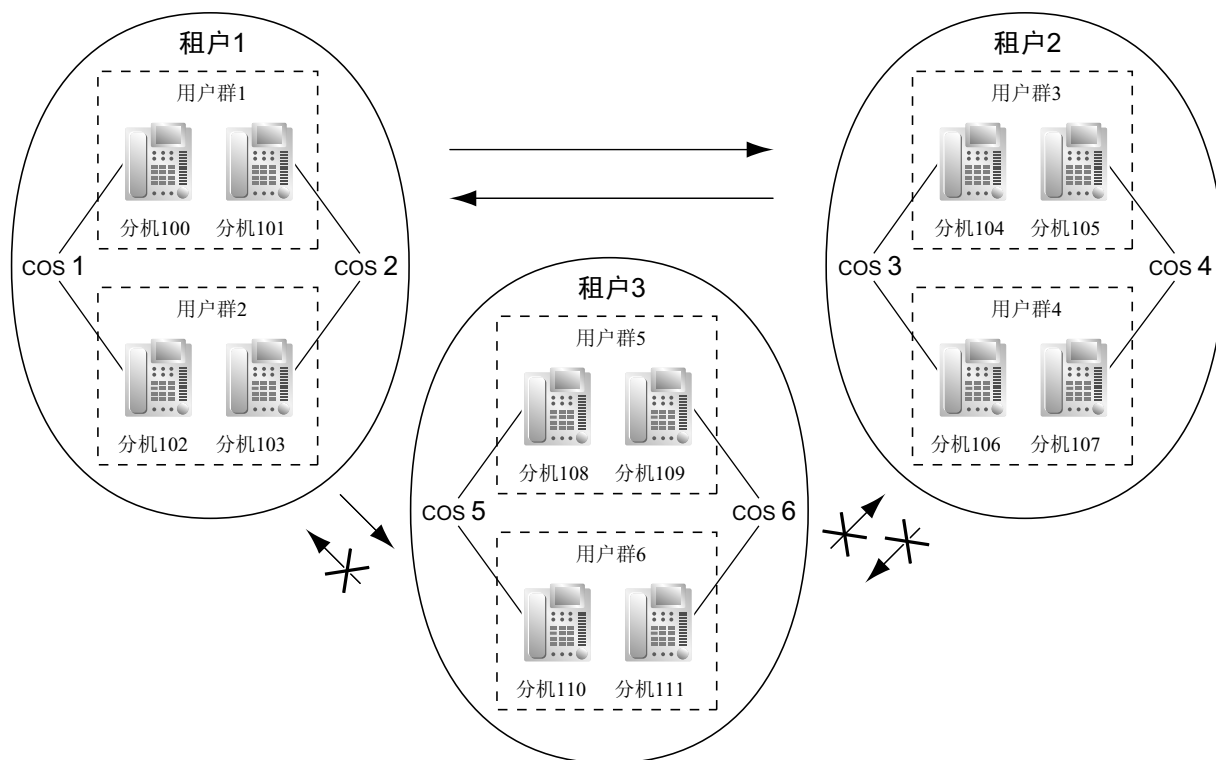 租户1
用户群1
分机100
分机101
COS 1
COS 2
用户群2
分机102
分机103
租户2
用户群3
分机104
分机105
COS 3
COS 4
用户群4
分机106
分机107
租户3
用户群5
分机108
分机109
COS 5
COS 6
用户群6
分机110
分机111